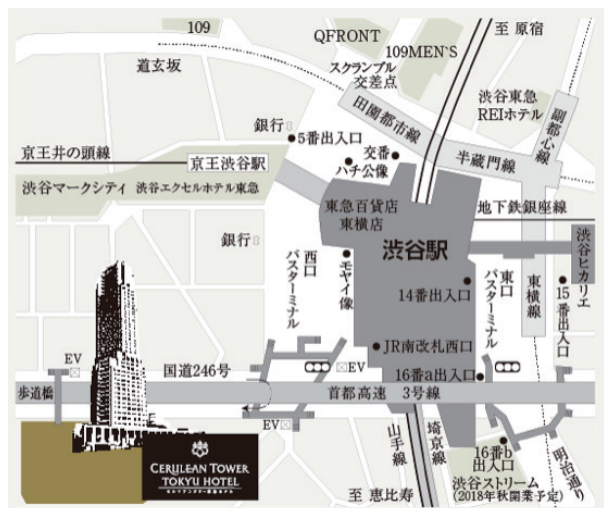 109
道玄坂
QFRONT
109MEN`S
スクランブル
交差点
至 原宿
渋谷東急
REIホテル
副都心線
田園都市線
半蔵門線
銀行
5番出入口
交番
ハチ公像
京王井の頭線
京王渋谷駅
渋谷マークシティ 渋谷エクセルホテル東急
東急百貨店
東横店
地下鉄銀座線
渋谷駅
渋谷ヒカリエ
銀行
西口
バスターミナル
モヤイ像
14番出入口
東口
バスターミナル
東横線
15番出入口
JR南改札西口
EV
国道246号
EV
16番a出入口
歩道橋
首都高速 3号線
EV
山手線
埼京線
16番b
出入口
明治通り
渋谷ストリーム
(2018年秋開業予定)
至 恵比寿
CERULEAN TOWER
TOKYU HOTEL
セルリアンタワー東急ホテル